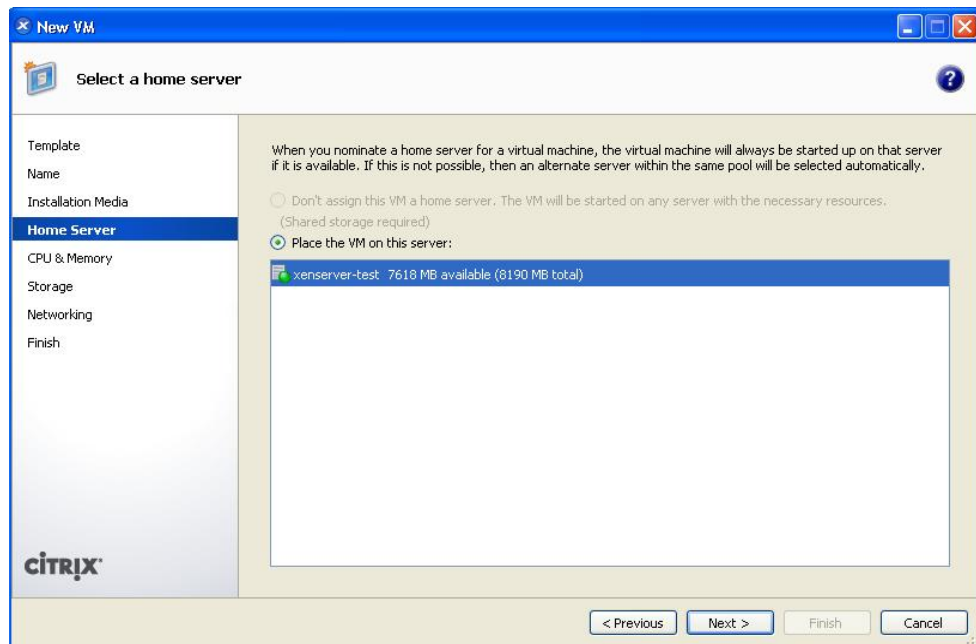 New VM
Select a home server
?
Template
Name
Installation Media
Home Server
CPU & Memory
Storage
Networking
Finish
CITRIX
When you nominate a home server for a virtual machine, the virtual machine will always be started up on that server
if it is available. If this is not possible, then an alternate server within the same pool will be selected automatically.
Don't assign this VM a home server. The VM will be started on any server with the necessary resources.
(Shared storage required)
Place the VM on this server:
xenserver-test 7618 MB available (8190 MB total)
< Previous Next > Finish Cancel